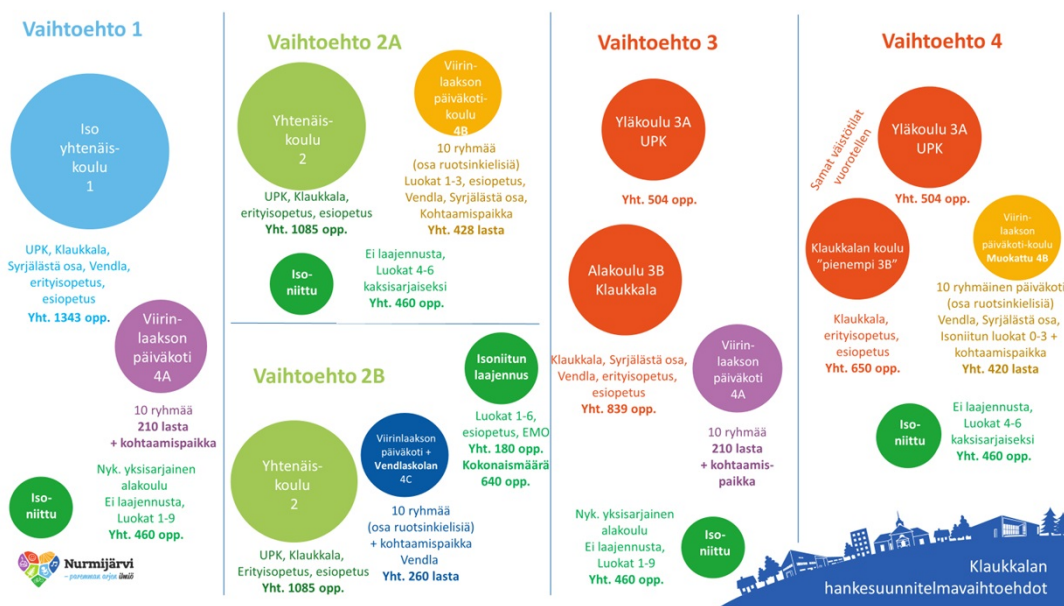 Vaihtoehto 1
Iso
yhtenäis-
koulu
1
UPK, Klaukkala,
Syrjälästä osa, Vendla,
erityisopetus,
esiopetus
Yht. 1343 opp.
Viirin-
laakson
päiväkoti
4A
10 ryhmää
210 lasta
+ kohtaamispaikka
Iso-
niittu
Nyk. yksisarjainen
alakoulu
Ei laajennusta,
Luokat 1-9
Yht. 460 opp.
Nurmijärvi
– paremman arjen ilmiö
Vaihtoehto 2A
Yhtenäis-
koulu
2
UPK, Klaukkala,
erityisopetus, esiopetus
Yht. 1085 opp.
Viirin-
laakson
päiväkoti-
koulu
4B
10 ryhmää
(osa ruotsinkielisiä)
Luokat 1-3, esiopetus,
Vendla, Syrjälästä osa,
Kohtaamispaikka
Yht. 428 lasta
Iso-
niittu
Ei laajennusta,
Luokat 4-6
kaksisarjaiseksi
Yht. 460 opp.
Vaihtoehto 2B
Yhtenäis-
koulu
2
UPK, Klaukkala,
Erityisopetus, esiopetus
Yht. 1085 opp.
Viirinlaakson
päiväkoti +
Vendlaskolan
4C
10 ryhmää
(osa ruotsinkielisiä)
+ kohtaamispaikka
Vendla
Yht. 260 lasta
Isoniitun
laajennus
Luokat 1-6,
esiopetus, EMO
Yht. 180 opp.
Kokonaismäärä
640 opp.
Vaihtoehto 3
Yläkoulu 3A
UPK
Yht. 504 opp.
Alakoulu 3B
Klaukkala
Klaukkala, Syrjälästä osa,
Vendla, erityisopetus,
esiopetus
Yht. 839 opp.
Viirin-
laakson
päiväkoti
4A
10 ryhmää
210 lasta
+ kohtaamis-
paikka
Nyk. yksisarjainen
alakoulu
Ei laajennusta,
Luokat 1-9
Yht. 460 opp.
Iso-
niittu
Vaihtoehto 4
Samat väistötilat
vuorotellen
Yläkoulu 3A
UPK
Yht. 504 opp.
Klaukkalan koulu
"pienempi 3B"
Klaukkala,
erityisopetus,
esiopetus
Yht. 650 opp.
Viirin-
laakson
päiväkoti-koulu
Muokattu 4B
10 ryhmäinen päiväkoti
(osa ruotsinkielisiä)
Vendla, Syrjälästä osa,
Isoniitun luokat 0-3 +
kohtaamispaikka
Yht. 420 lasta
Iso-
niittu
Ei laajennusta,
Luokat 4-6
kaksisarjaiseksi
Yht. 460 opp.
Klaukkalan
hankesuunnitelmavaihtoehdot